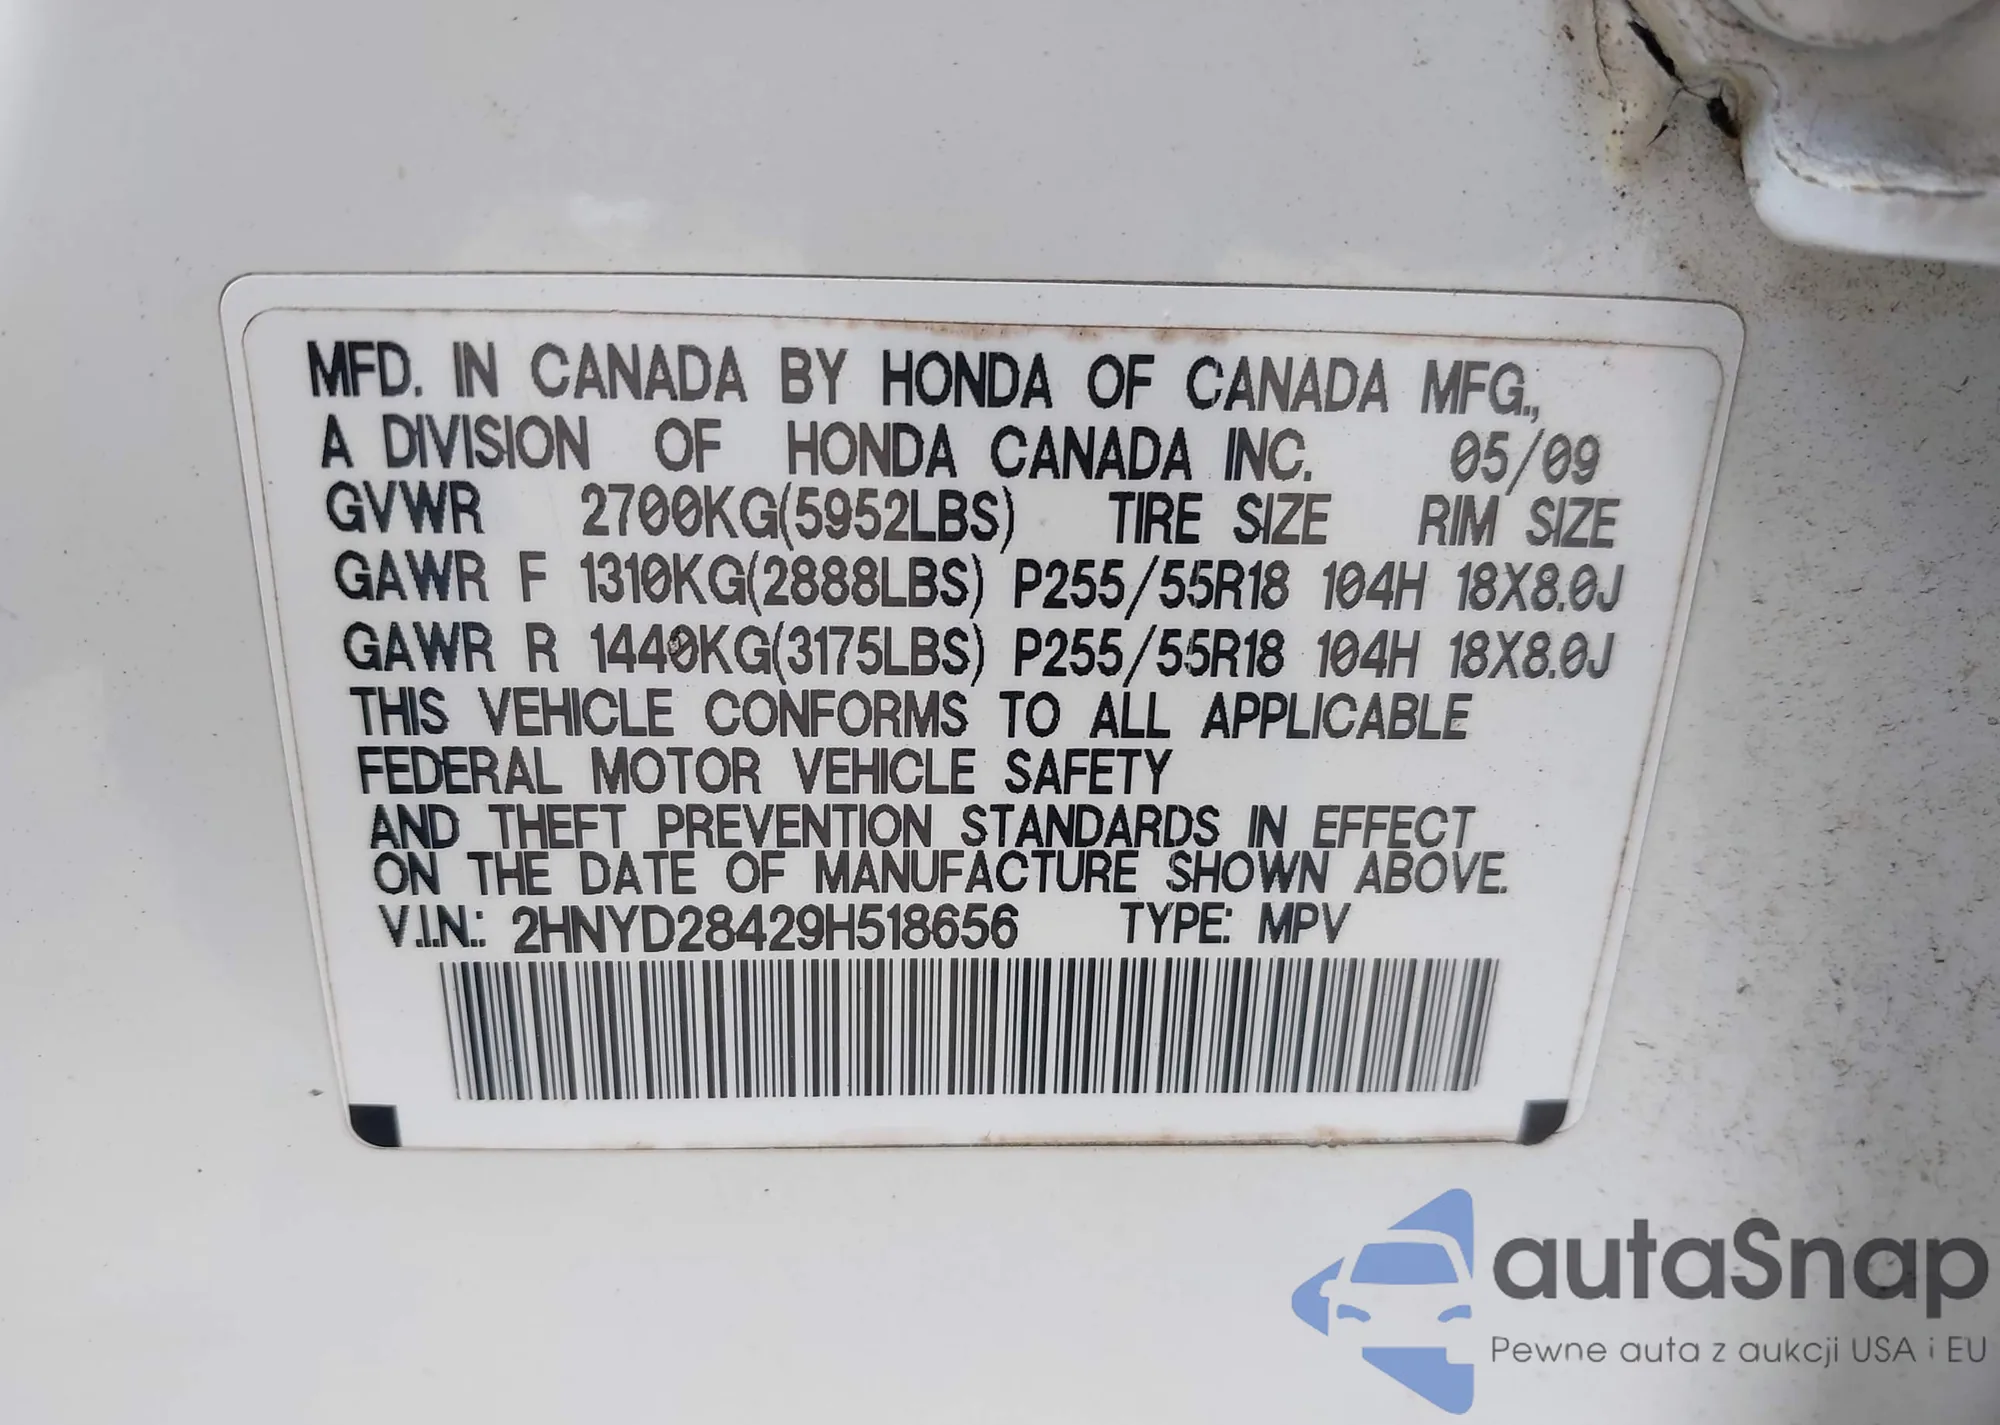 MFD. IN CANADA BY HONDA OF CANADA MFG.,
A DIVISION OF HONDA CANADA INC. 05/09
GVWR 2700KG(5952LBS) TIRE SIZE RIM SIZE
GAWR F 1310KG(2888LBS) P255/55R18 104H 18X8.0J
GAWR R 1440KG(3175LBS) P255/55R18 104H 18X8.0J
THIS VEHICLE CONFORMS TO ALL APPLICABLE
FEDERAL MOTOR VEHICLE SAFETY
AND THEFT PREVENTION STANDARDS IN EFFECT
ON THE DATE OF MANUFACTURE SHOWN ABOVE.
V.I.N.: 2HNYD28429H518656 TYPE: MPV
autaSnap
Pewne auta z aukcji USA i EU